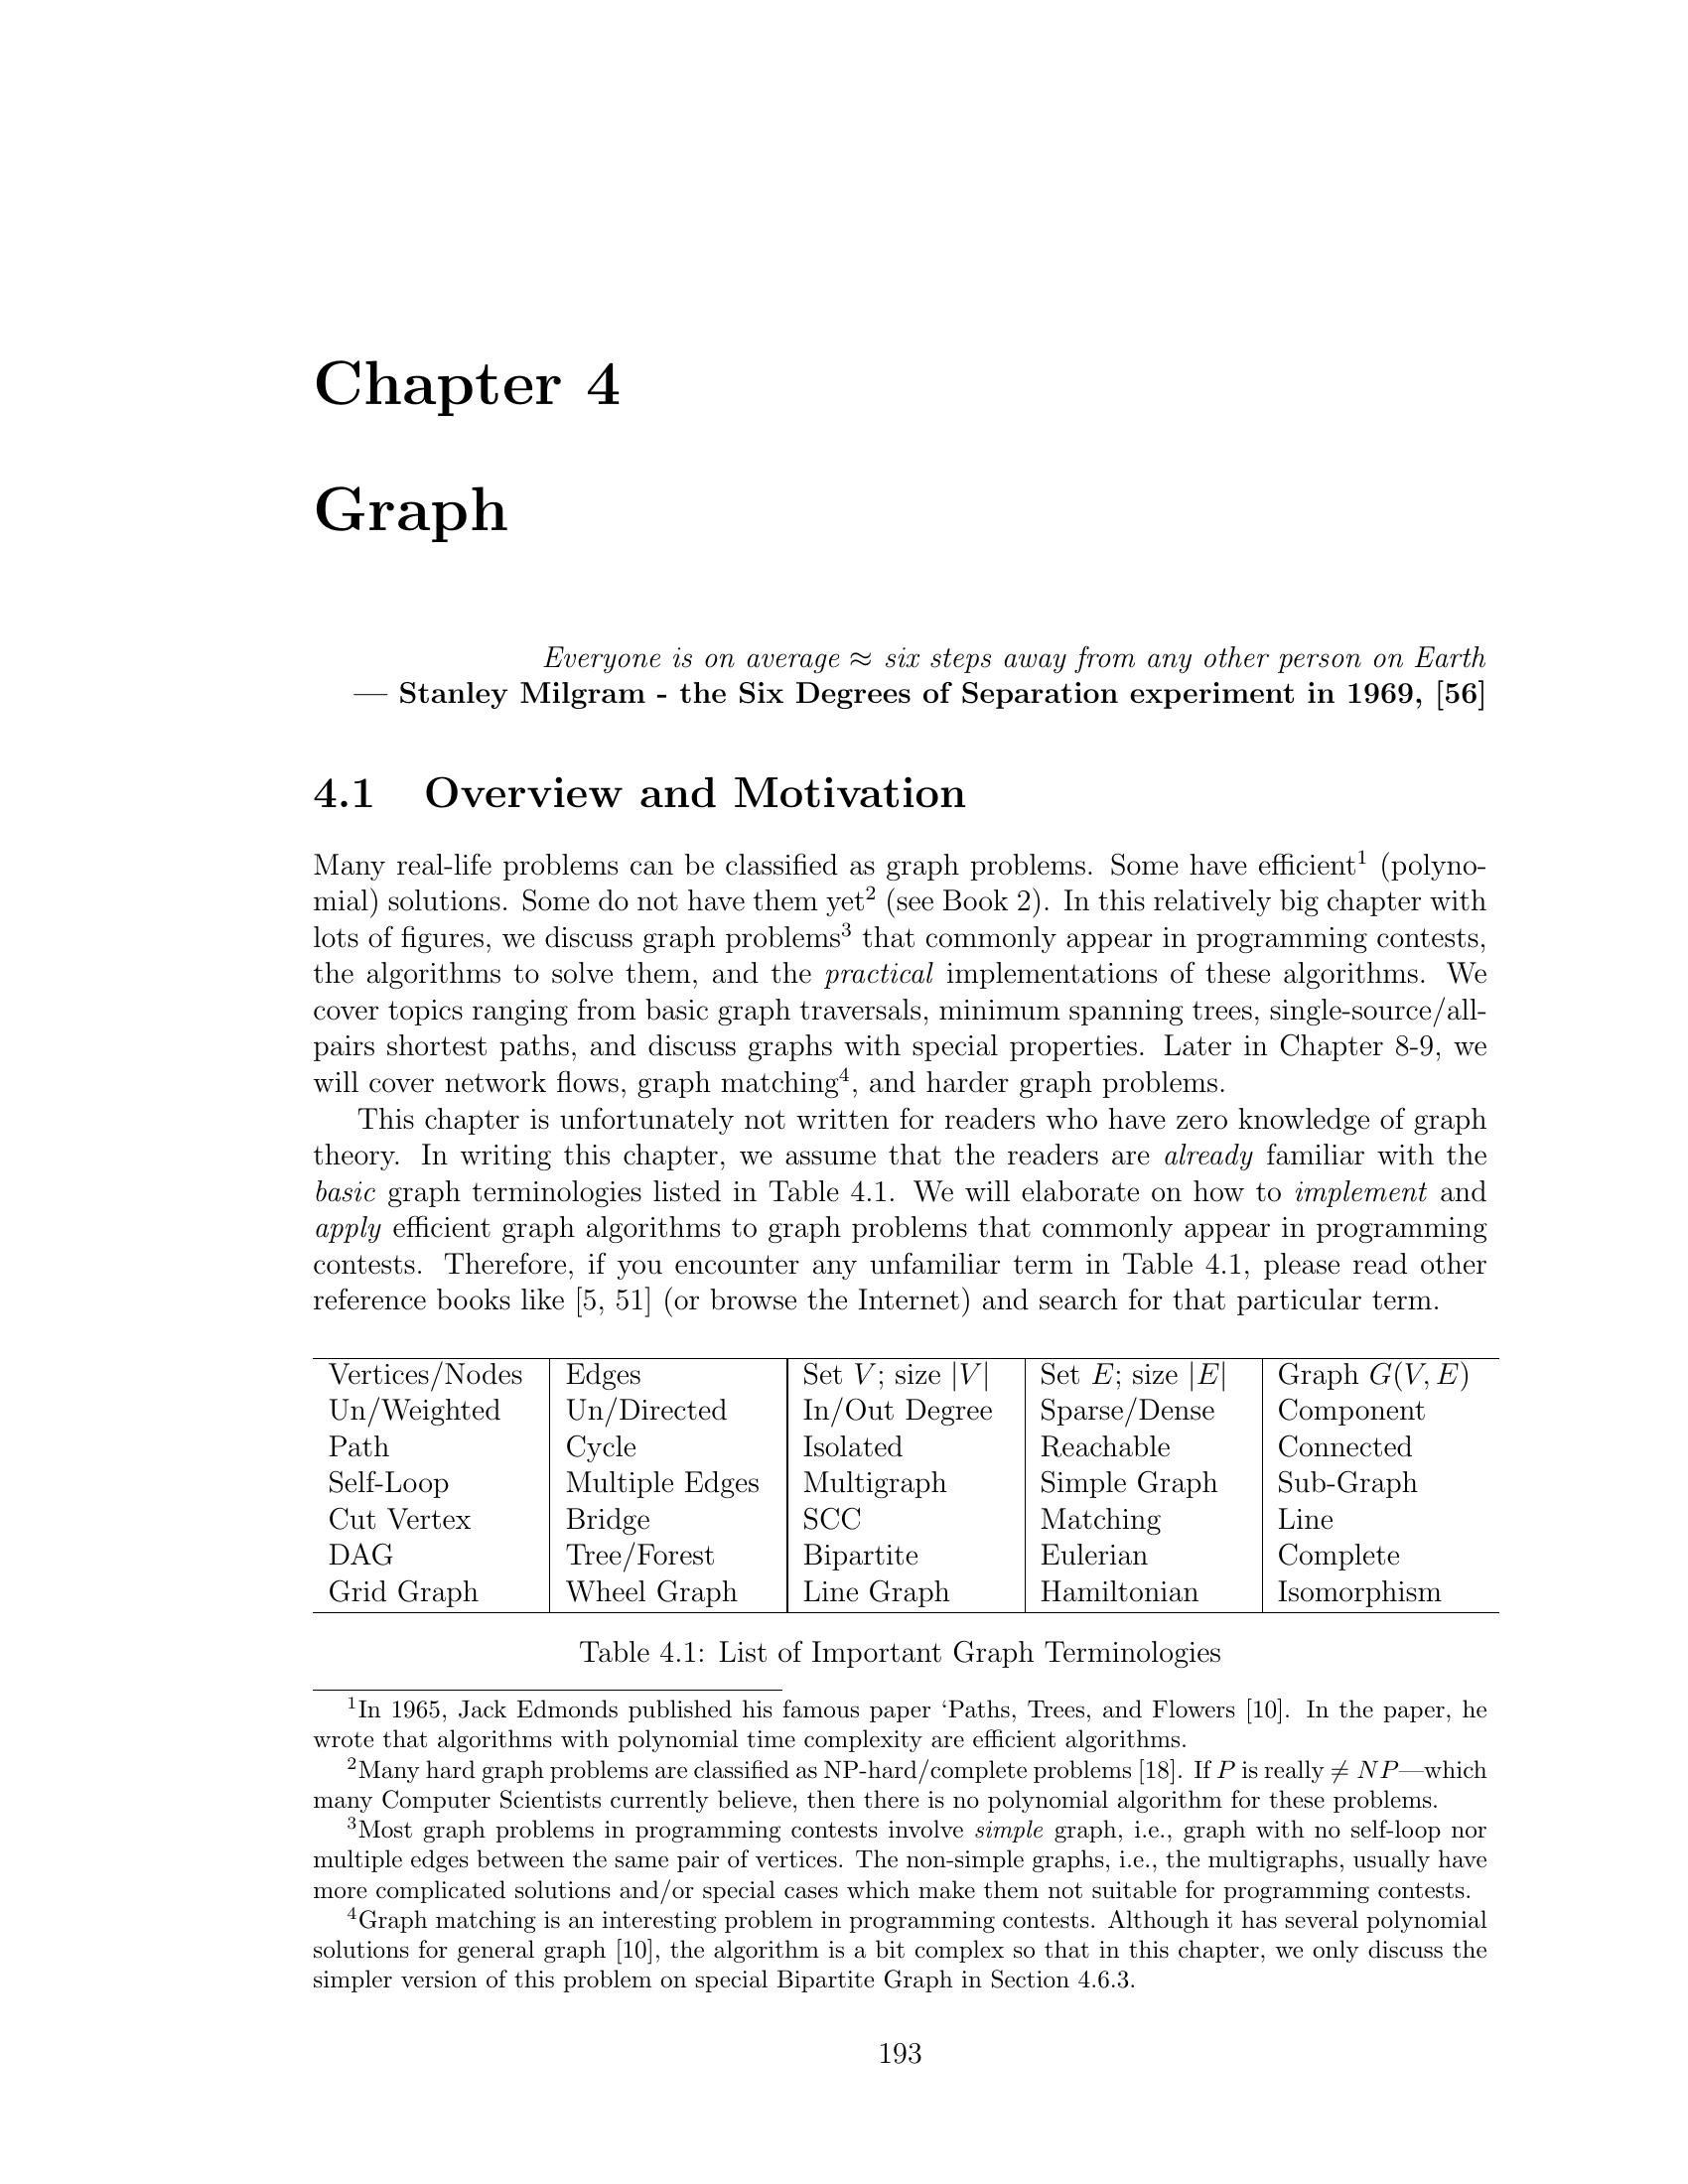 Chapter 4
Graph
Everyone is on average ≈ six steps away from any other person on Earth
— Stanley Milgram - the Six Degrees of Separation experiment in 1969, [56]
4.1 Overview and Motivation
Many real-life problems can be classified as graph problems. Some have efficient¹ (polyno-
mial) solutions. Some do not have them yet² (see Book 2). In this relatively big chapter with
lots of figures, we discuss graph problems³ that commonly appear in programming contests,
the algorithms to solve them, and the practical implementations of these algorithms. We
cover topics ranging from basic graph traversals, minimum spanning trees, single-source/all-
pairs shortest paths, and discuss graphs with special properties. Later in Chapter 8-9, we
will cover network flows, graph matching⁴, and harder graph problems.
This chapter is unfortunately not written for readers who have zero knowledge of graph
theory. In writing this chapter, we assume that the readers are already familiar with the
basic graph terminologies listed in Table 4.1. We will elaborate on how to implement and
apply efficient graph algorithms to graph problems that commonly appear in programming
contests. Therefore, if you encounter any unfamiliar term in Table 4.1, please read other
reference books like [5, 51] (or browse the Internet) and search for that particular term.
Vertices/Nodes Edges Set V; size |V| Set E; size |E| Graph G(V, E)
Un/Weighted Un/Directed In/Out Degree Sparse/Dense Component
Path Cycle Isolated Reachable Connected
Self-Loop Multiple Edges Multigraph Simple Graph Sub-Graph
Cut Vertex Bridge SCC Matching Line
DAG Tree/Forest Bipartite Eulerian Complete
Grid Graph Wheel Graph Line Graph Hamiltonian Isomorphism
Table 4.1: List of Important Graph Terminologies
¹In 1965, Jack Edmonds published his famous paper ‘Paths, Trees, and Flowers [10]. In the paper, he
wrote that algorithms with polynomial time complexity are efficient algorithms.
²Many hard graph problems are classified as NP-hard/complete problems [18]. If P is really ≠ NP—which
many Computer Scientists currently believe, then there is no polynomial algorithm for these problems.
³Most graph problems in programming contests involve simple graph, i.e., graph with no self-loop nor
multiple edges between the same pair of vertices. The non-simple graphs, i.e., the multigraphs, usually have
more complicated solutions and/or special cases which make them not suitable for programming contests.
⁴Graph matching is an interesting problem in programming contests. Although it has several polynomial
solutions for general graph [10], the algorithm is a bit complex so that in this chapter, we only discuss the
simpler version of this problem on special Bipartite Graph in Section 4.6.3.
193